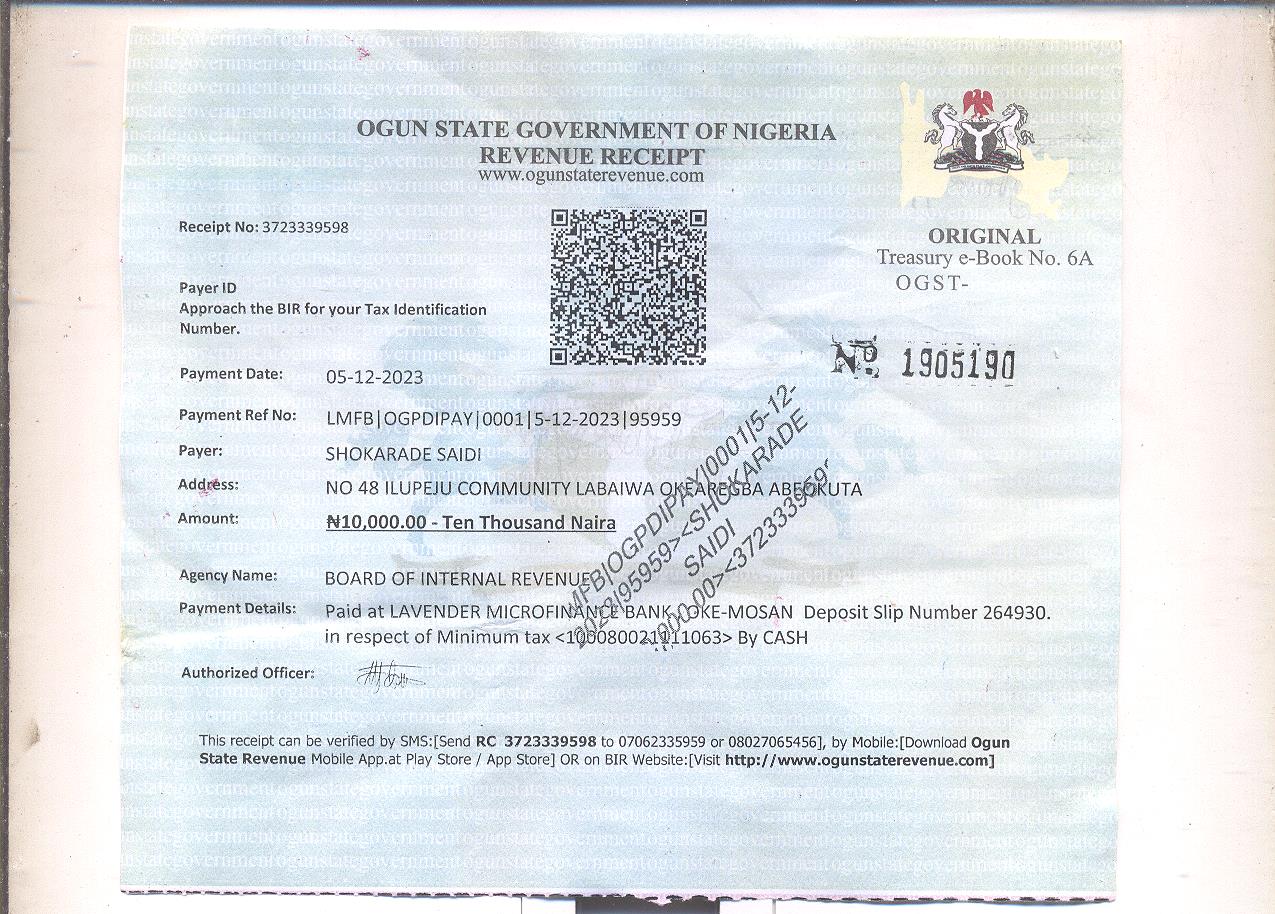 OGUN STATE GOVERNMENT OF NIGERIA
REVENUE RECEIPT
www.ogunstaterevenue.com
Receipt No: 3723339598
ORIGINAL
Treasury e-Book No. 6A
OGST-
Payer ID
Approach the BIR for your Tax Identification
Number.
Nº 1905190
Payment Date: 05-12-2023
Payment Ref No: LMFB|OGPDIPAY|0001|5-12-2023|95959
Payer: SHOKARADE SAIDI
Address: NO 48 ILUPEJU COMMUNITY LABAIWA OKEAREGBA ABEOKUTA
Amount: ₦10,000.00 - Ten Thousand Naira
Agency Name: BOARD OF INTERNAL REVENUE
Payment Details: Paid at LAVENDER MICROFINANCE BANK, OKE-MOSAN Deposit Slip Number 264930.
in respect of Minimum tax <100080021111063> By CASH
MFB|OGPDIPAY|0001|5-12-
2023|95959><SHOKARADE
SAIDI
000.00><3723339598
Authorized Officer:
This receipt can be verified by SMS:[Send RC 3723339598 to 07062335959 or 08027065456], by Mobile:[Download Ogun
State Revenue Mobile App.at Play Store / App Store] OR on BIR Website:[Visit http://www.ogunstaterevenue.com]